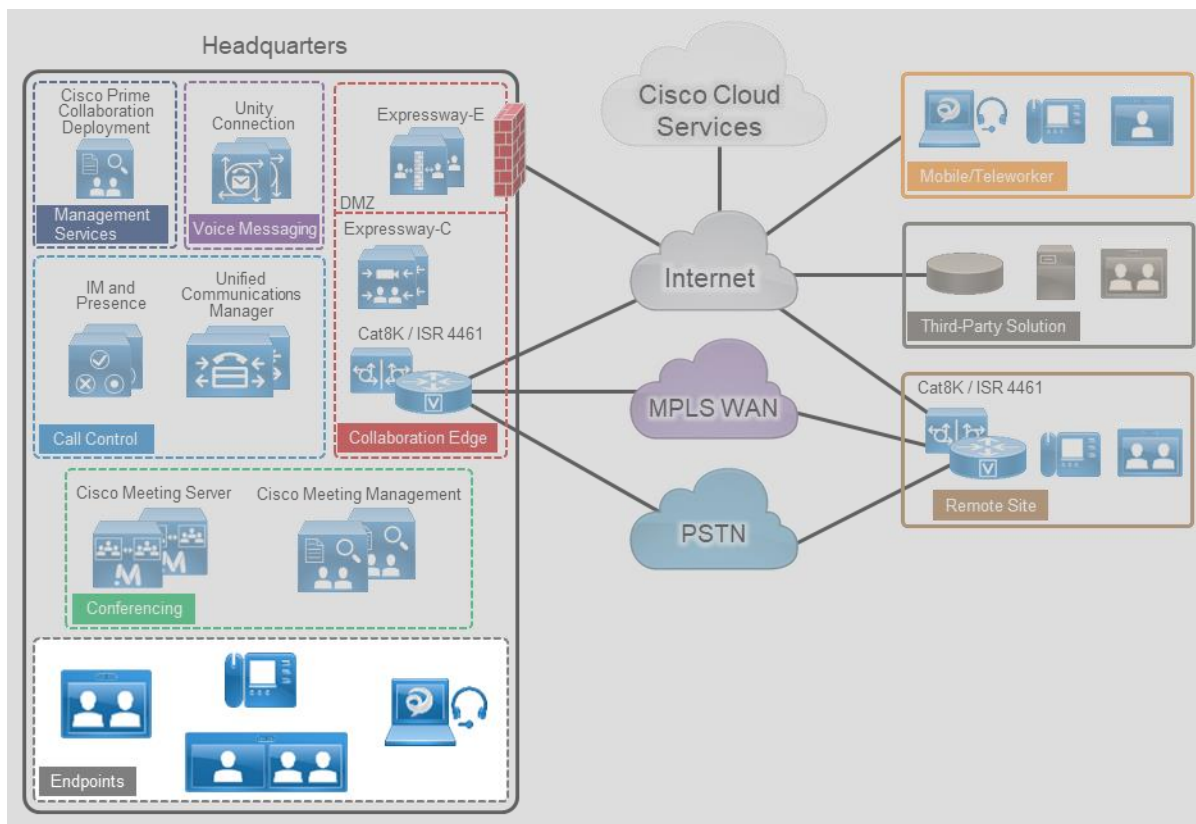 Headquarters
Cisco Prime
Collaboration
Deployment
Management
Services
Unity
Connection
Voice Messaging
Expressway-E
DMZ
Expressway-C
Cat8K / ISR 4461
V
Collaboration Edge
IM and
Presence
Unified
Communications
Manager
Call Control
Cisco Meeting Server
M
Cisco Meeting Management
Conferencing
Endpoints
Cisco Cloud
Services
Internet
MPLS WAN
PSTN
Mobile/Teleworker
Third-Party Solution
Cat8K / ISR 4461
V
Remote Site